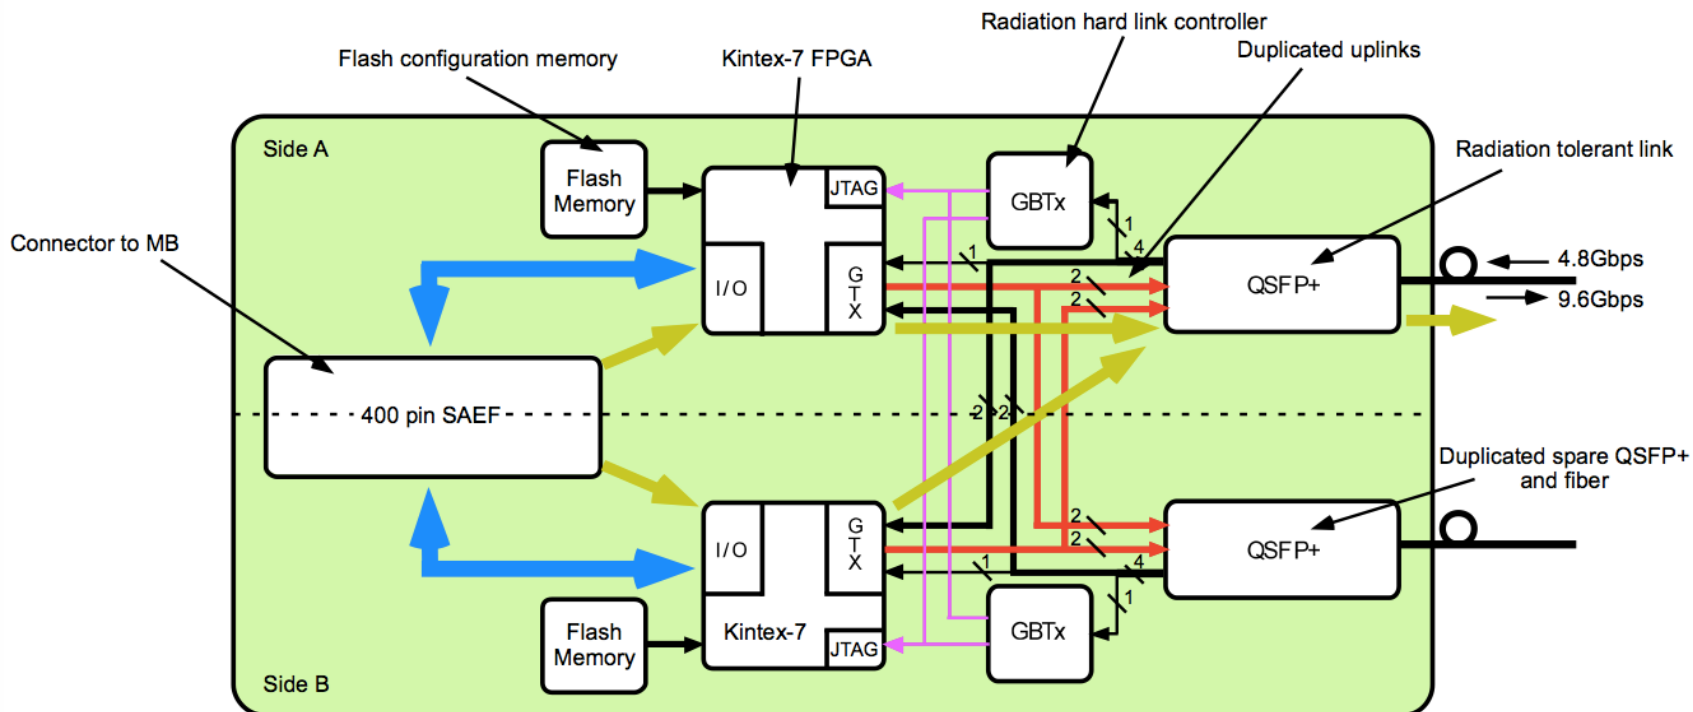 Radiation hard link controller
Flash configuration memory
Kintex-7 FPGA
Duplicated uplinks
Side A
Flash
Memory
JTAG
GBTx
Radiation tolerant link
Connector to MB
1
4
1
I/O
G
T
X
2
2
QSFP+
4.8Gbps
9.6Gbps
400 pin SAEF
2
2
Duplicated spare QSFP+
and fiber
I/O
G
T
X
2
2
QSFP+
1
4
1
Flash
Memory
Kintex-7
JTAG
GBTx
Side B